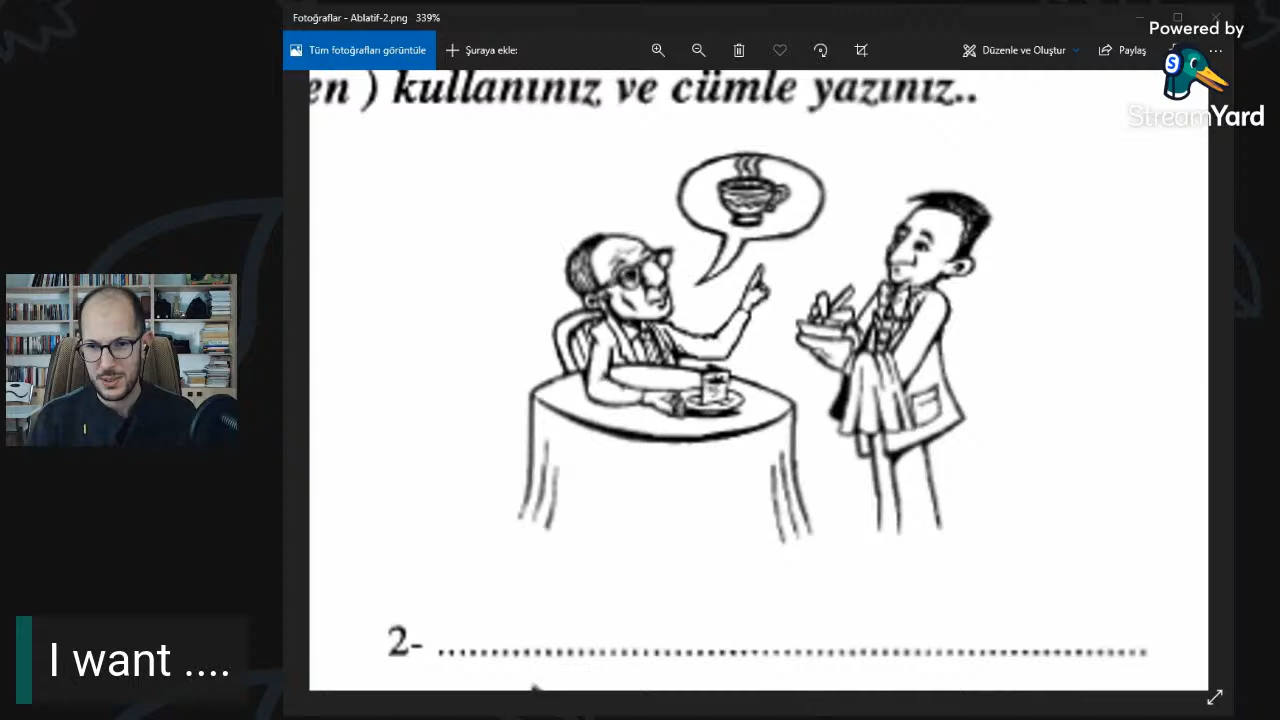 Fotoğraflar - Ablatif-2.png 339%
Tüm fotoğrafları görüntüle
Şuraya ekle:
Düzenle ve Oluştur
Paylaş
Powered by
S
StreamYard
en ) kullanınız ve cümle yazınız..
2- ..........................................................
I want ....